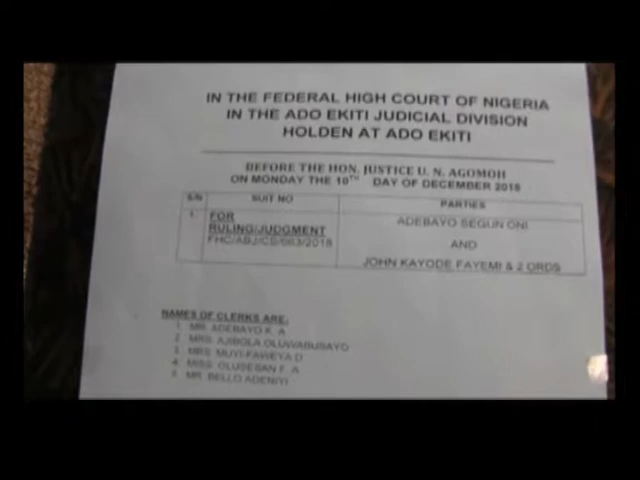 IN THE FEDERAL HIGH COURT OF NIGERIA
IN THE ADO EKITI JUDICIAL DIVISION
HOLDEN AT ADO EKITI
BEFORE THE HON. JUSTICE U. N. AGOMOH
ON MONDAY THE 10TH DAY OF DECEMBER 2018
S/N SUIT NO PARTIES
1. FOR RULING/JUDGMENT FHC/ABJ/CS/663/2018
ADEBAYO SEGUN ONI
AND
JOHN KAYODE FAYEMI & 2 ORDS
NAMES OF CLERKS ARE:
1. MR. ADEBAYO K. A
2. MRS. AJIBOLA OLUWABUSAYO
3. MRS. MUYI-FAWEYA D
4. MISS. OLUSESAN F. A
5. MR. BELLO ADENIYI